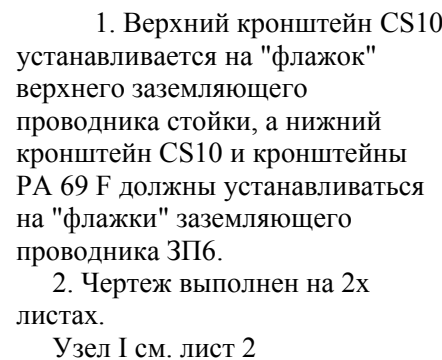 1. Верхний кронштейн CS10
устанавливается на "флажок"
верхнего заземляющего
проводника стойки, а нижний
кронштейн CS10 и кронштейны
PA 69 F должны устанавливаться
на "флажки" заземляющего
проводника ЗП6.
2. Чертеж выполнен на 2х
листах.
Узел I см. лист 2